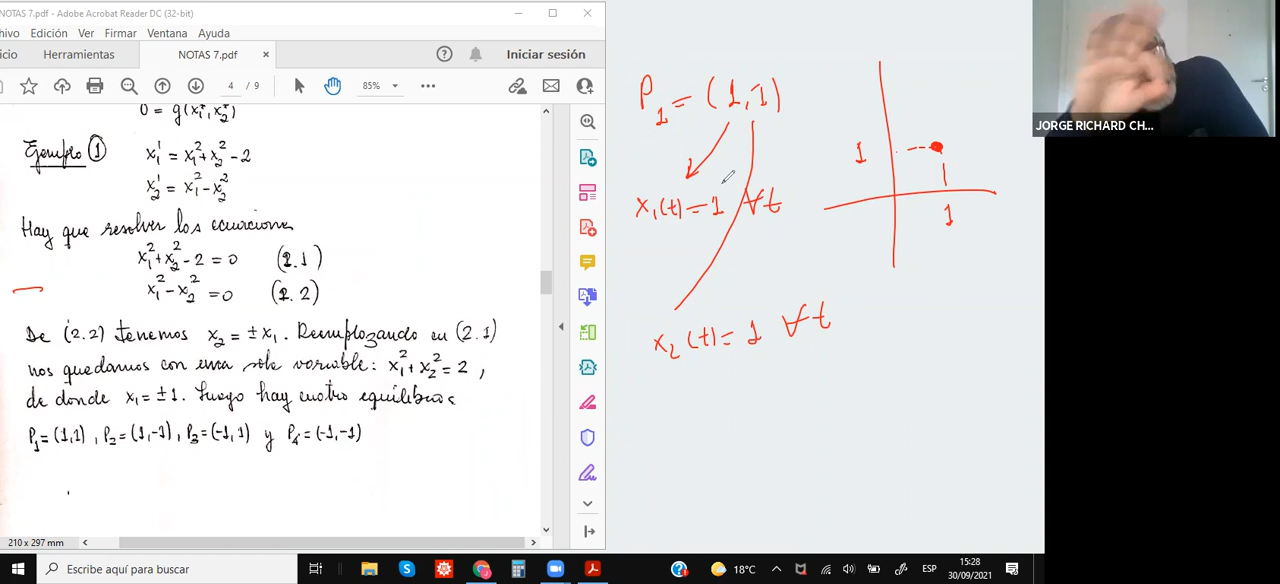 NOTAS 7.pdf - Adobe Acrobat Reader DC (32-bit)
hivo Edición Ver Firmar Ventana Ayuda
icio Herramientas NOTAS 7.pdf × Iniciar sesión
4 / 9 85%
0 = g(x₁*, x₂*)
Ejemplo ① x₁' = x₁² + x₂² - 2
x₂' = x₁² - x₂²
Hay que resolver las ecuaciones
x₁² + x₂² - 2 = 0 (2.1)
x₁² - x₂² = 0 (2.2)
De (2.2) tenemos x₂ = ± x₁. Reemplazando en (2.1)
nos quedamos con una sola variable: x₁² + x₂² = 2,
de donde x₁ = ± 1. Luego hay cuatro equilibrios
P₁ = (1,1), P₂ = (1,-1), P₃ = (-1,1) y P₄ = (-1,-1)
210 x 297 mm
P₁ = (1,1)
x₁(t) = 1 ∀t
x₂(t) = 1 ∀t
1
1
JORGE RICHARD CH...
Escribe aquí para buscar
18°C
ESP
15:28
30/09/2021